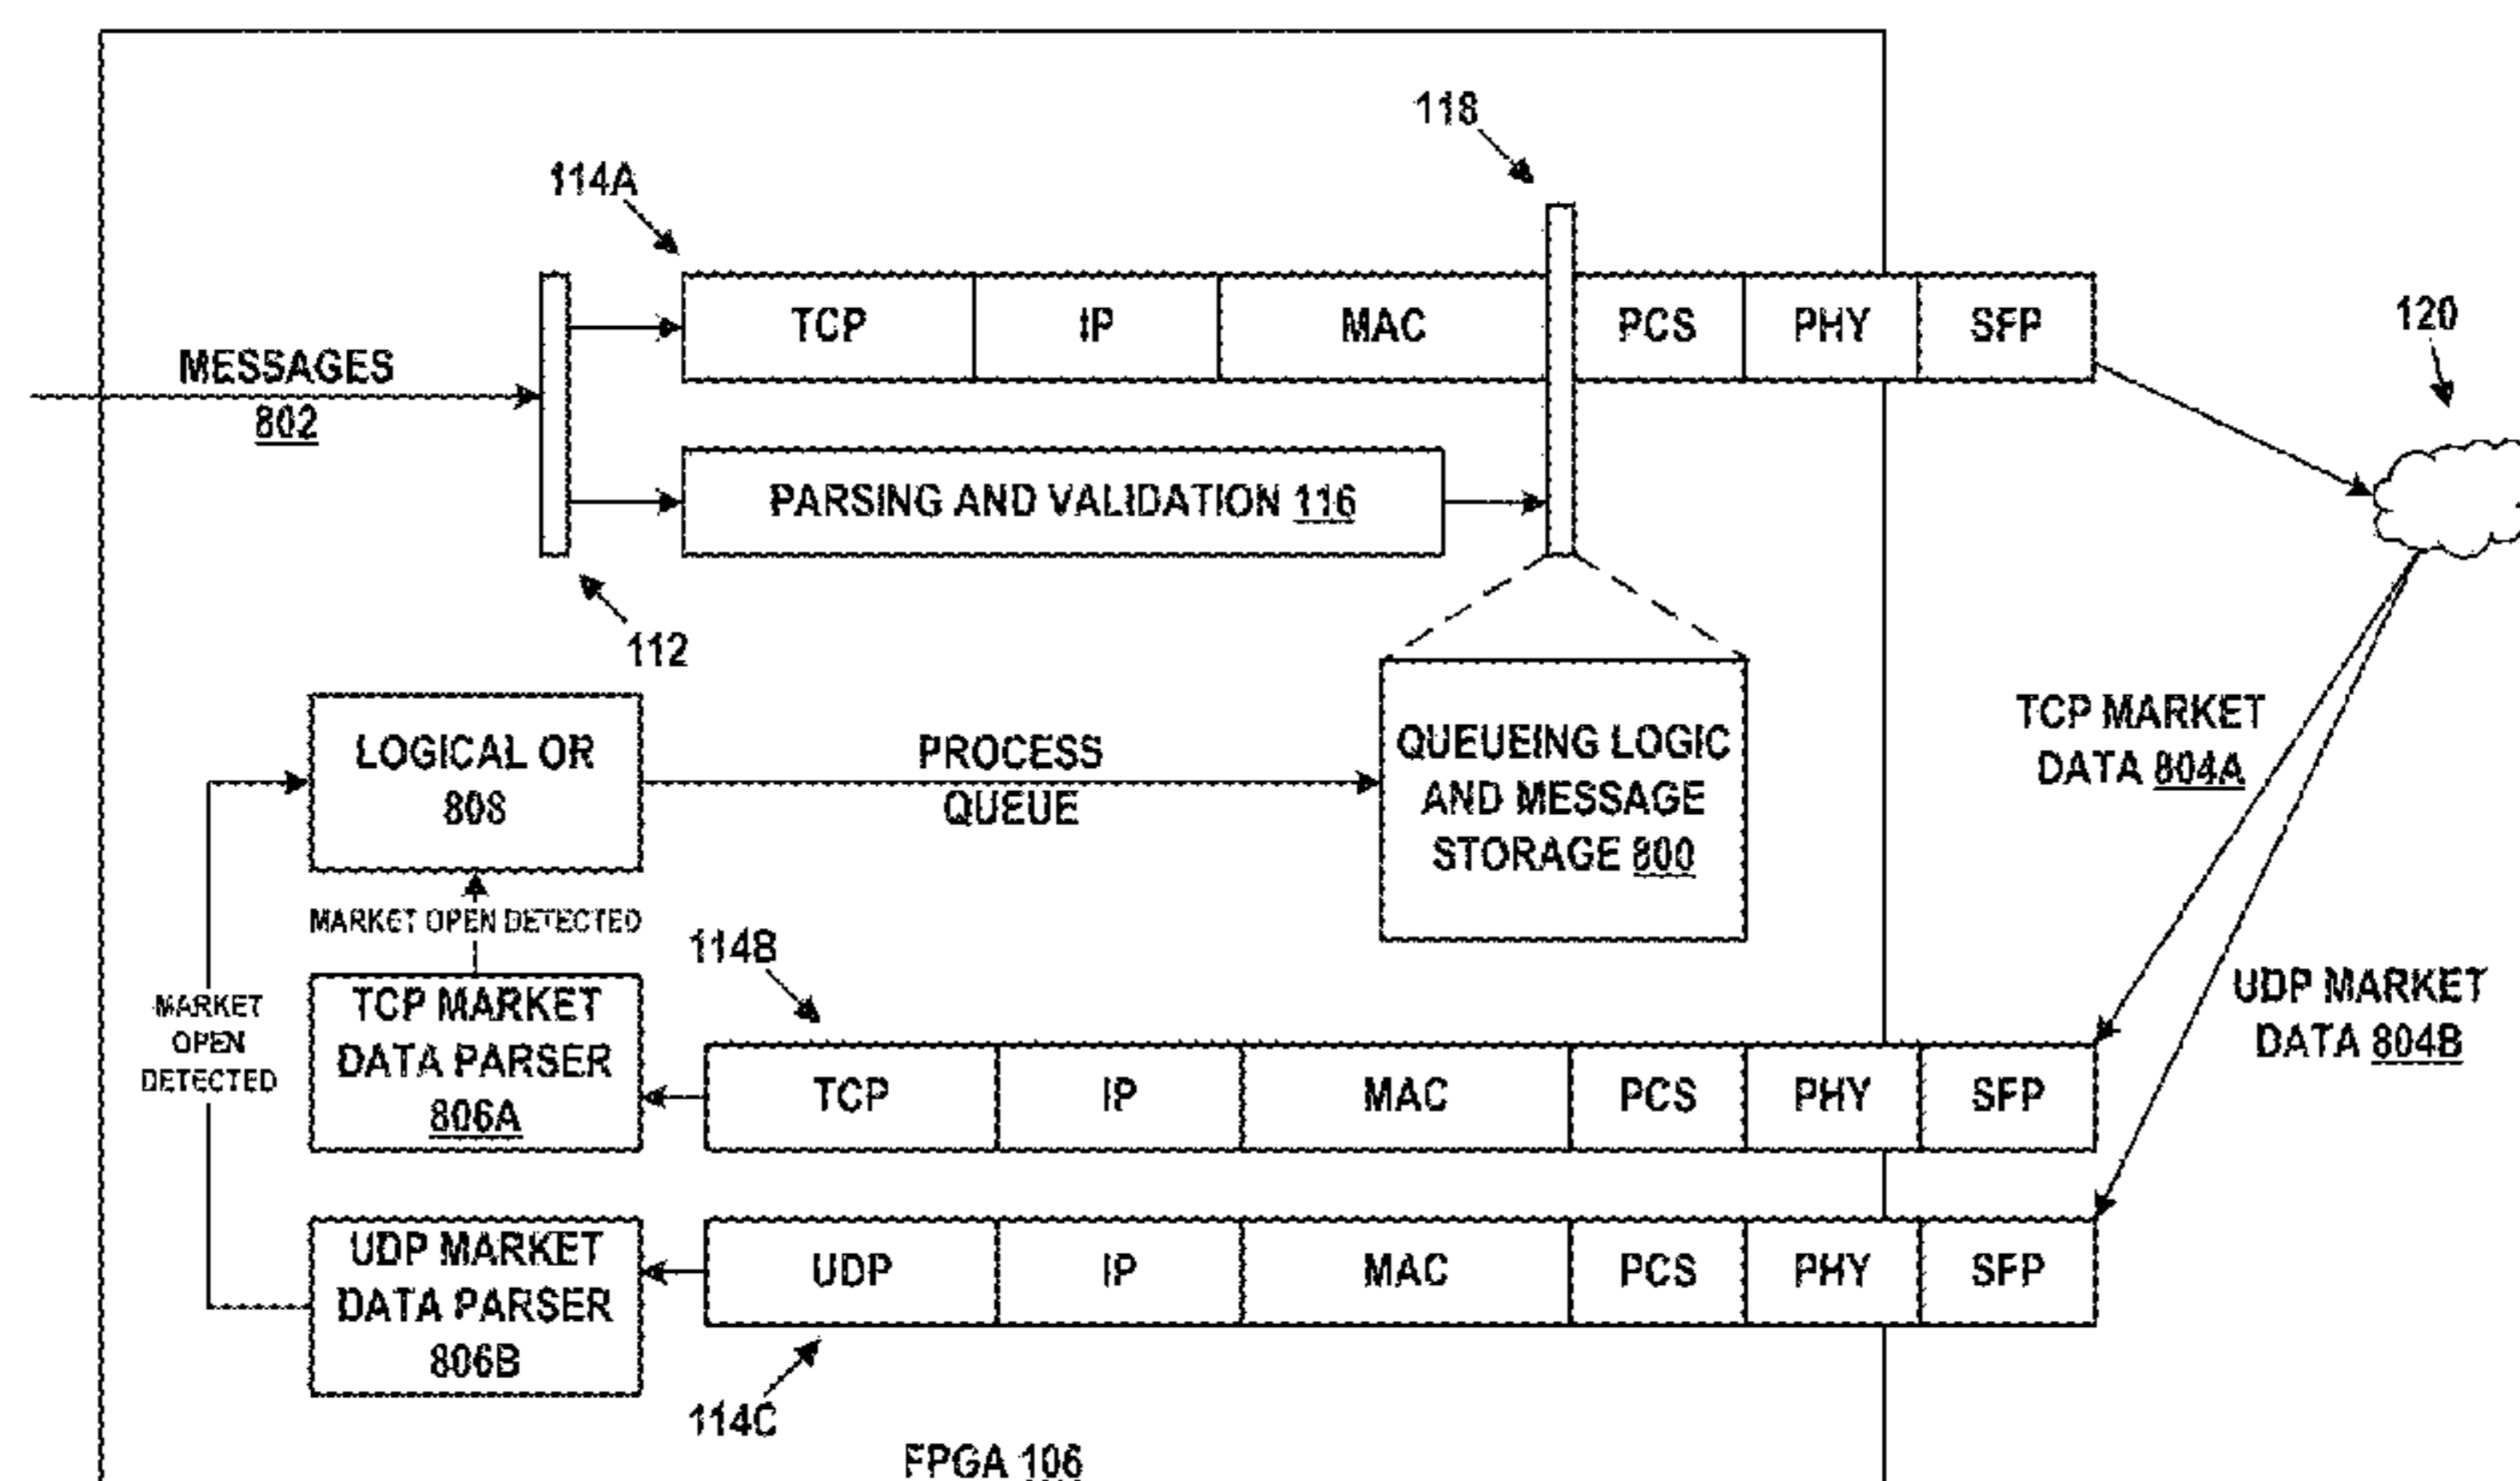 118
114A
TCP IP MAC PCS PHY SFP
120
MESSAGES
802
PARSING AND VALIDATION 116
112
LOGICAL OR
808
PROCESS
QUEUE
QUEUEING LOGIC
AND MESSAGE
STORAGE 800
TCP MARKET
DATA 804A
MARKET OPEN DETECTED
114B
MARKET
OPEN
DETECTED
TCP MARKET
DATA PARSER
806A
TCP IP MAC PCS PHY SFP
UDP MARKET
DATA 804B
UDP MARKET
DATA PARSER
806B
UDP IP MAC PCS PHY SFP
114C
FPGA 106